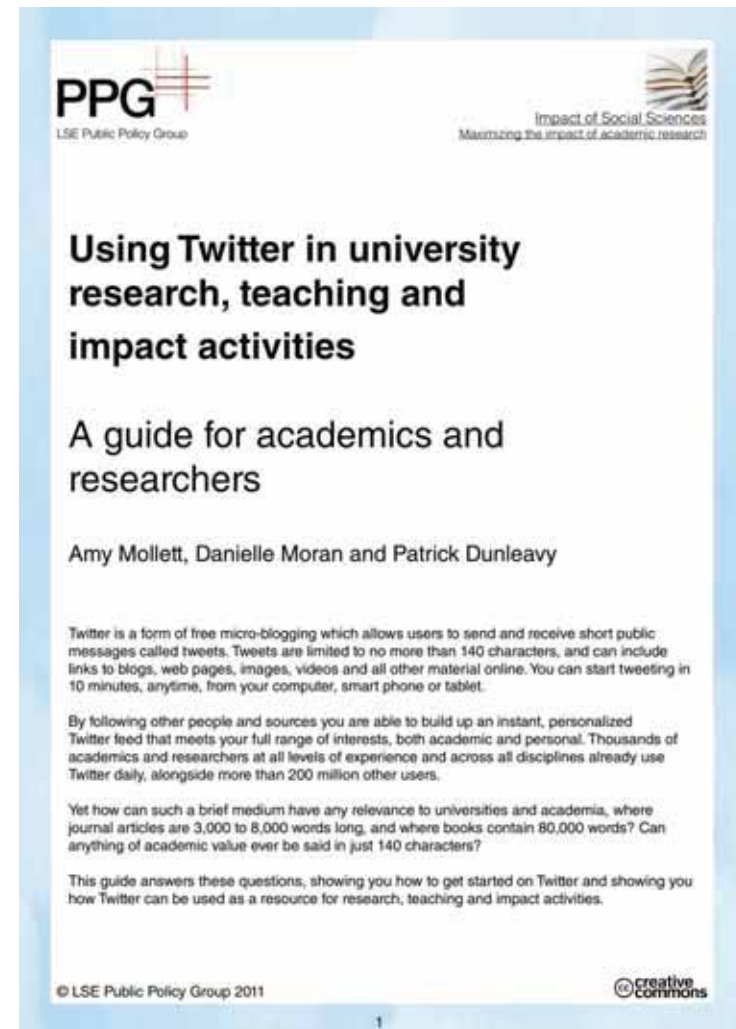 PPG
LSE Public Policy Group
Impact of Social Sciences
Maximizing the impact of academic research
Using Twitter in university
research, teaching and
impact activities
A guide for academics and
researchers
Amy Mollett, Danielle Moran and Patrick Dunleavy
Twitter is a form of free micro-blogging which allows users to send and receive short public
messages called tweets. Tweets are limited to no more than 140 characters, and can include
links to blogs, web pages, images, videos and all other material online. You can start tweeting in
10 minutes, anytime, from your computer, smart phone or tablet.
By following other people and sources you are able to build up an instant, personalized
Twitter feed that meets your full range of interests, both academic and personal. Thousands of
academics and researchers at all levels of experience and across all disciplines already use
Twitter daily, alongside more than 200 million other users.
Yet how can such a brief medium have any relevance to universities and academia, where
journal articles are 3,000 to 8,000 words long, and where books contain 80,000 words? Can
anything of academic value ever be said in just 140 characters?
This guide answers these questions, showing you how to get started on Twitter and showing you
how Twitter can be used as a resource for research, teaching and impact activities.
© LSE Public Policy Group 2011
cc creative
commons
1